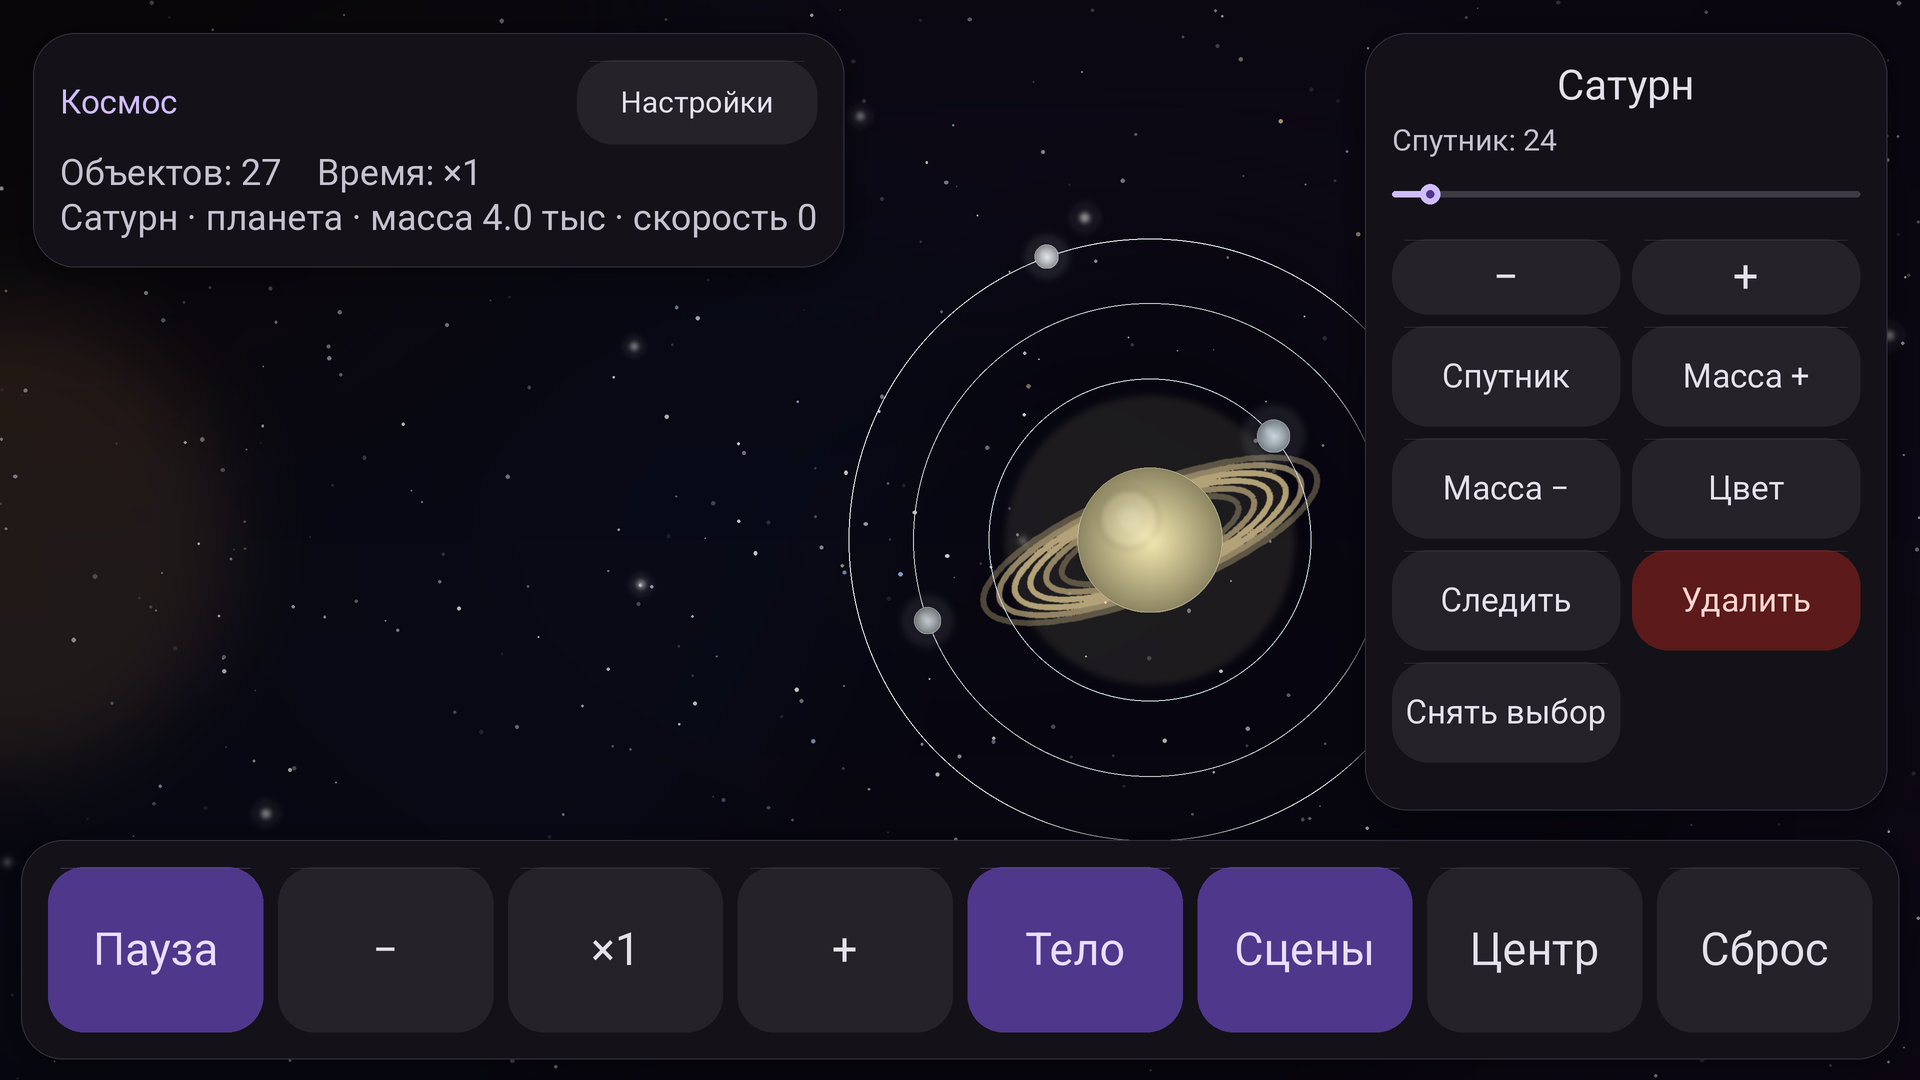 Космос
Настройки
Объектов: 27 Время: ×1
Сатурн · планета · масса 4.0 тыс · скорость 0
Сатурн
Спутник: 24
− +
Спутник Масса +
Масса − Цвет
Следить Удалить
Снять выбор
Пауза − ×1 + Тело Сцены Центр Сброс